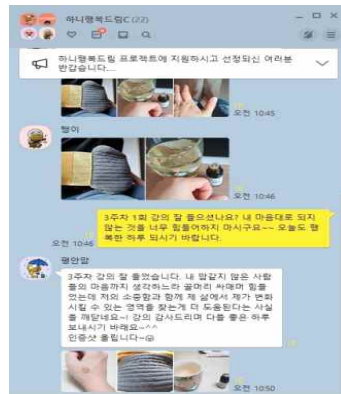 하니행복드림C (22)
하니행복드림 프로젝트에 지원하시고 선정되신 여러분
반갑습니다....
오전 10:45
오전 10:46
3주차 1회 강의 잘 들으셨나요? 내 마음대로 되지
않는 것을 너무 힘들어하지 마시구요~~ 오늘도 행
복한 하루 되시기 바랍니다.
오전 10:46
평안맘
3주차 강의 잘 들었습니다. 내 맘같지 않은 사람
들의 마음까지 생각하느라 골머리 싸매며 힘들
었는데 저의 소중함과 함께 제 삶에서 제가 변화
시킬 수 있는 영역을 찾는게 더 도움된다는 사실
을 깨닫네요~! 강의 감사드리며 다들 좋은 하루
보내시기 바래요~^^
인증샷 올립니다~
오전 10:50